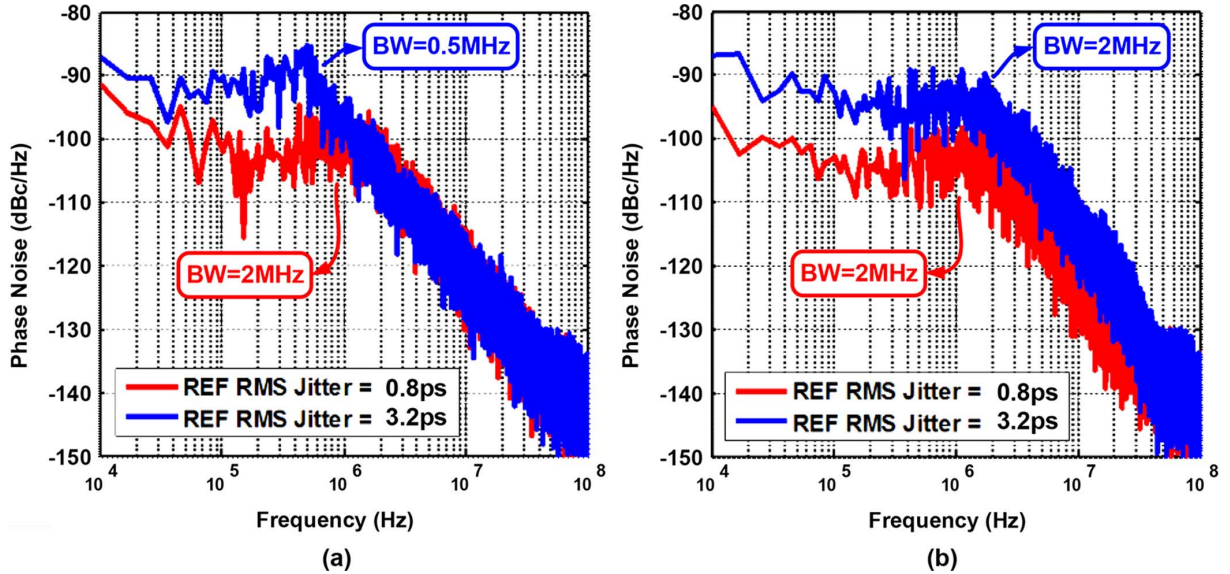 -80
-90
-100
-110
-120
-130
-140
-150
Phase Noise (dBc/Hz)
BW=0.5MHz
BW=2MHz
REF RMS Jitter = 0.8ps
REF RMS Jitter = 3.2ps
10 4
10 5
10 6
10 7
10 8
Frequency (Hz)
(a)
-80
-90
-100
-110
-120
-130
-140
-150
Phase Noise (dBc/Hz)
BW=2MHz
BW=2MHz
REF RMS Jitter = 0.8ps
REF RMS Jitter = 3.2ps
10 4
10 5
10 6
10 7
10 8
Frequency (Hz)
(b)